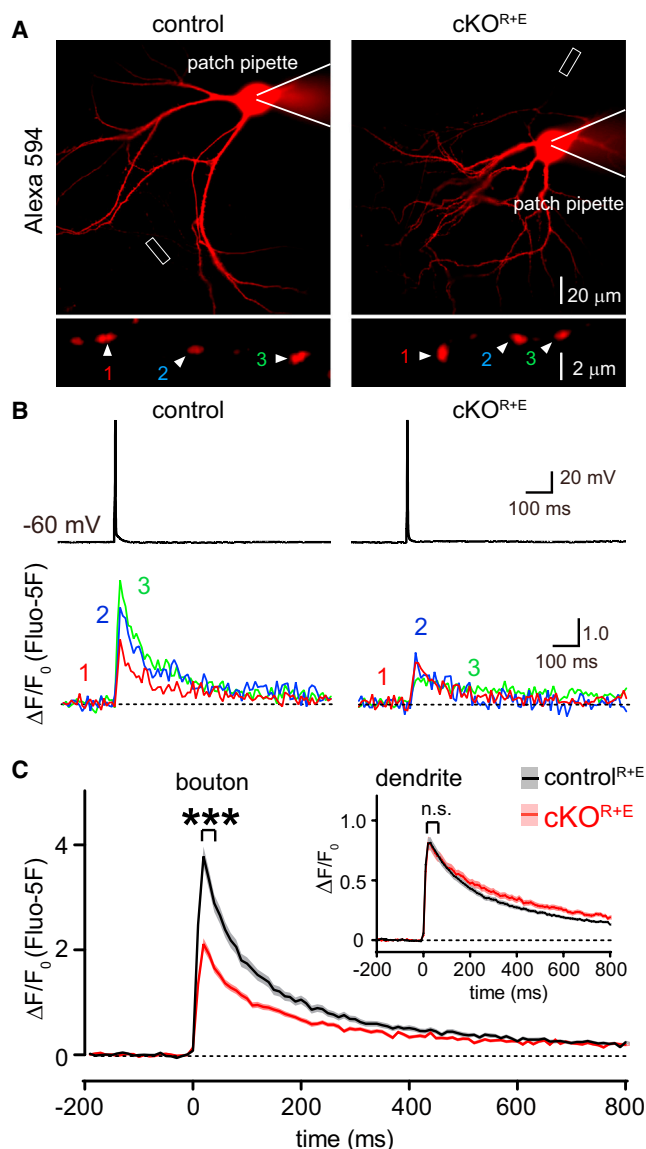 A
control
cKO^R+E
Alexa 594
patch pipette
patch pipette
20 μm
1
2
3
1
2
3
2 μm
B
control
cKO^R+E
-60 mV
20 mV
100 ms
ΔF/F0 (Fluo-5F)
1
2
3
1
2
3
1.0
100 ms
C
bouton
dendrite
control^R+E
cKO^R+E
***
n.s.
ΔF/F0 (Fluo-5F)
4
2
0
-200
0
200
400
600
800
time (ms)
ΔF/F0
1.0
0.5
0
-200
0
200
400
600
800
time (ms)